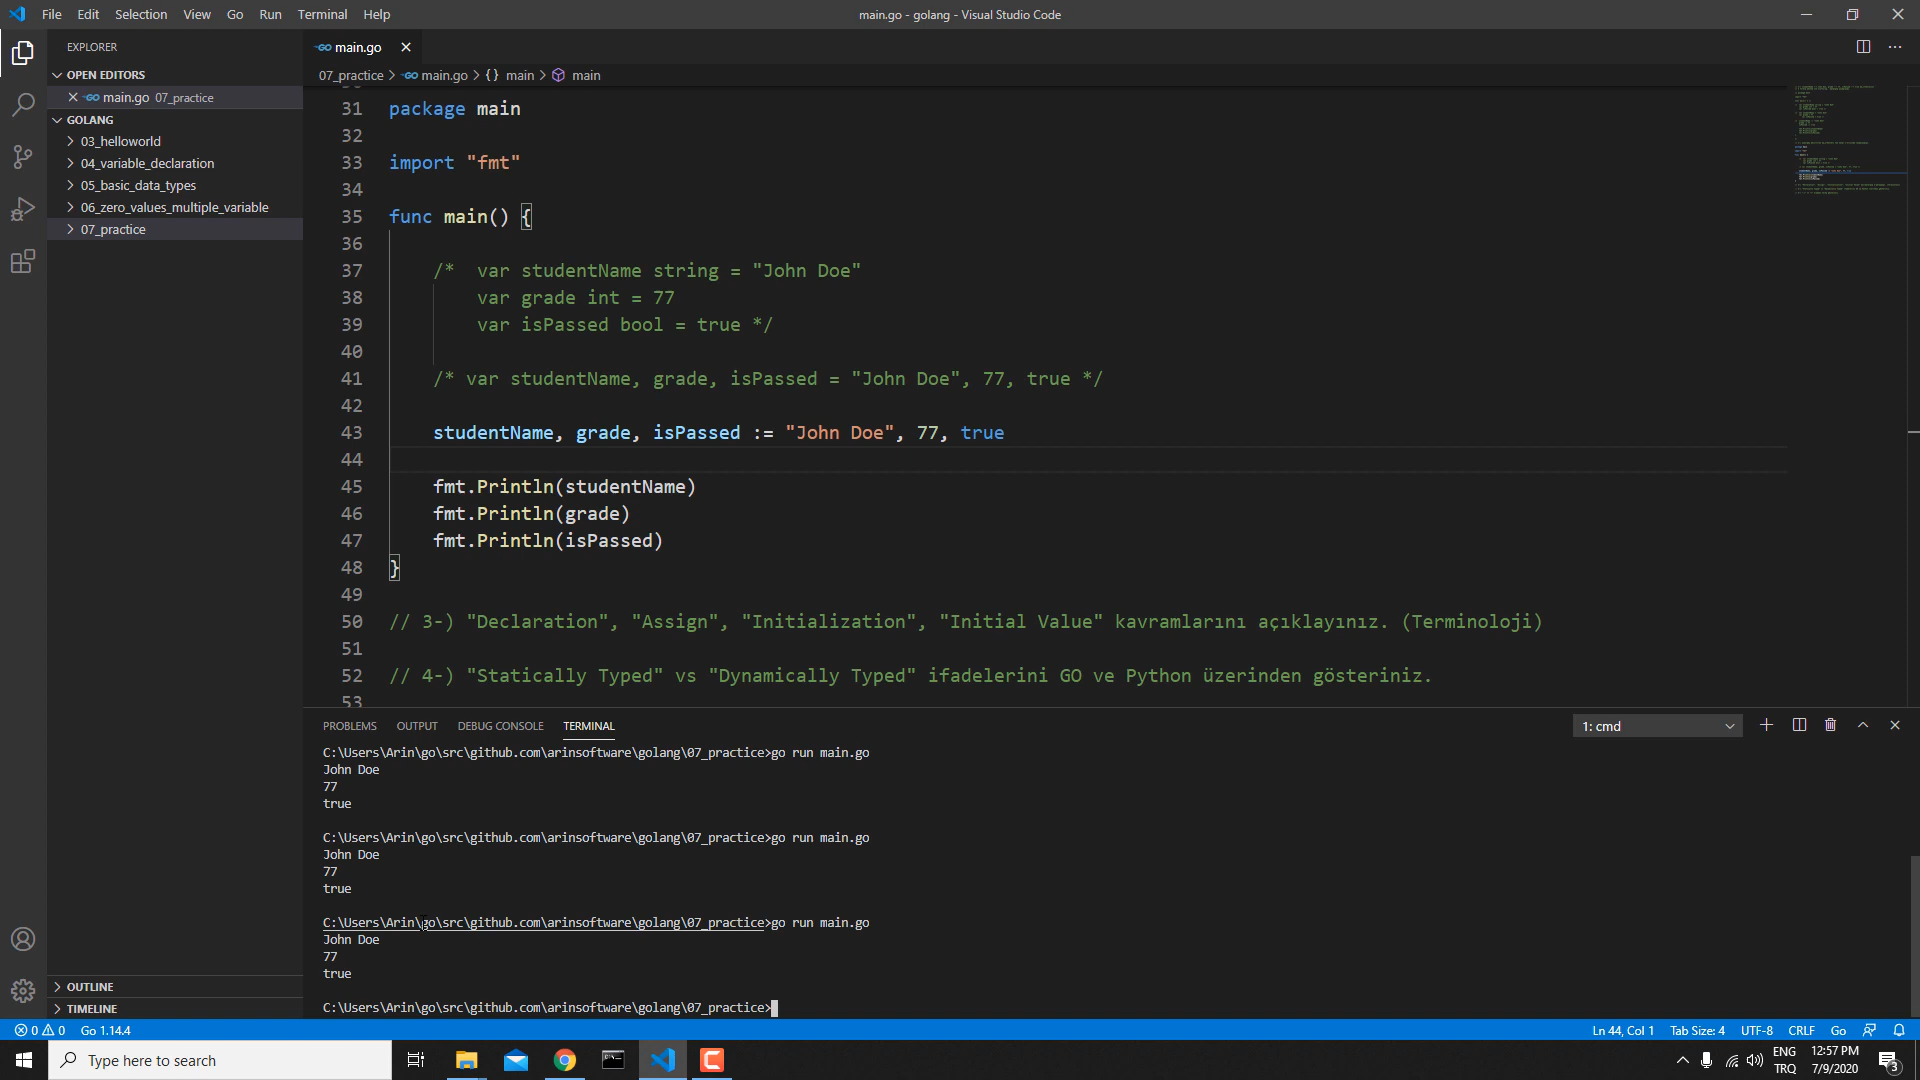 File Edit Selection View Go Run Terminal Help
main.go - golang - Visual Studio Code
EXPLORER
OPEN EDITORS
main.go 07_practice
GOLANG
03_helloworld
04_variable_declaration
05_basic_data_types
06_zero_values_multiple_variable
07_practice
OUTLINE
TIMELINE
main.go
07_practice > main.go > {} main > main
31 package main
32
33 import "fmt"
34
35 func main() {
36
37 /* var studentName string = "John Doe"
38 var grade int = 77
39 var isPassed bool = true */
40
41 /* var studentName, grade, isPassed = "John Doe", 77, true */
42
43 studentName, grade, isPassed := "John Doe", 77, true
44
45 fmt.Println(studentName)
46 fmt.Println(grade)
47 fmt.Println(isPassed)
48 }
49
50 // 3-) "Declaration", "Assign", "Initialization", "Initial Value" kavramlarını açıklayınız. (Terminoloji)
51
52 // 4-) "Statically Typed" vs "Dynamically Typed" ifadelerini GO ve Python üzerinden gösteriniz.
53
PROBLEMS OUTPUT DEBUG CONSOLE TERMINAL
1: cmd
C:\Users\Arin\go\src\github.com\arinsoftware\golang\07_practice>go run main.go
John Doe
77
true
C:\Users\Arin\go\src\github.com\arinsoftware\golang\07_practice>go run main.go
John Doe
77
true
C:\Users\Arin\go\src\github.com\arinsoftware\golang\07_practice>go run main.go
John Doe
77
true
C:\Users\Arin\go\src\github.com\arinsoftware\golang\07_practice>
0 0 Go 1.14.4
Ln 44, Col 1 Tab Size: 4 UTF-8 CRLF Go
Type here to search
ENG
TRQ
12:57 PM
7/9/2020
3